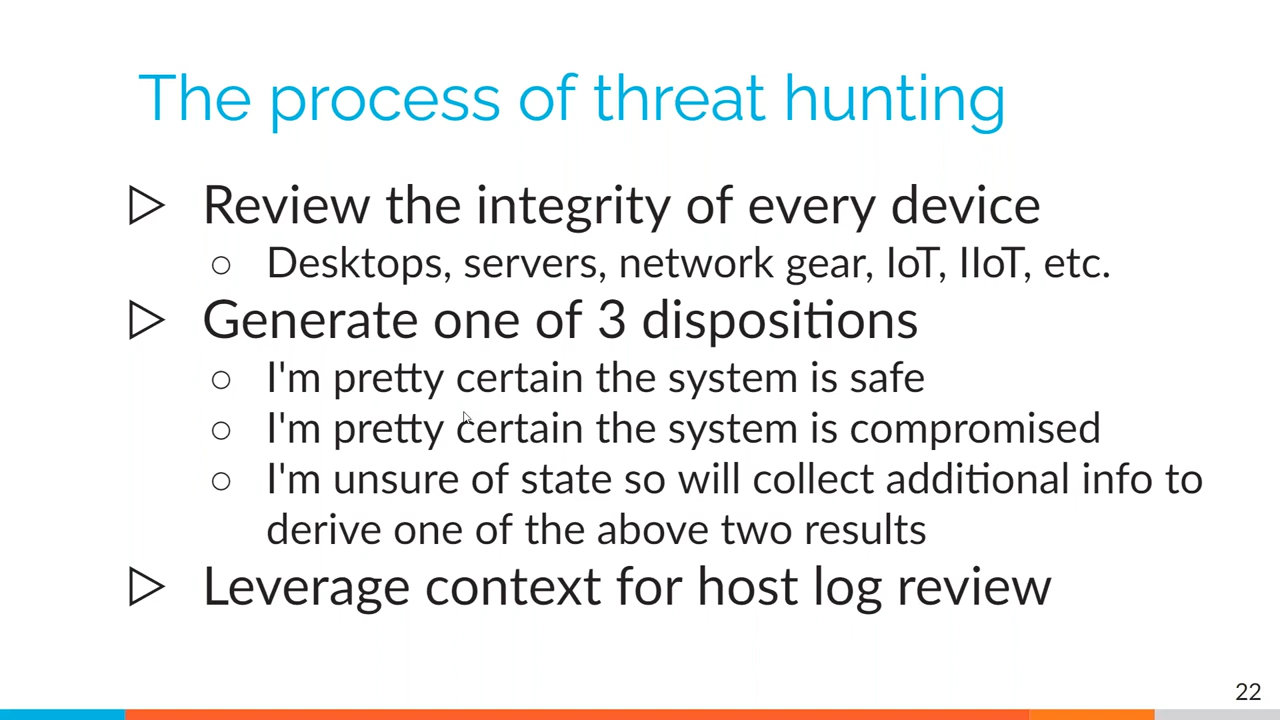 The process of threat hunting
Review the integrity of every device
Desktops, servers, network gear, IoT, IIoT, etc.
Generate one of 3 dispositions
I'm pretty certain the system is safe
I'm pretty certain the system is compromised
I'm unsure of state so will collect additional info to
derive one of the above two results
Leverage context for host log review
22